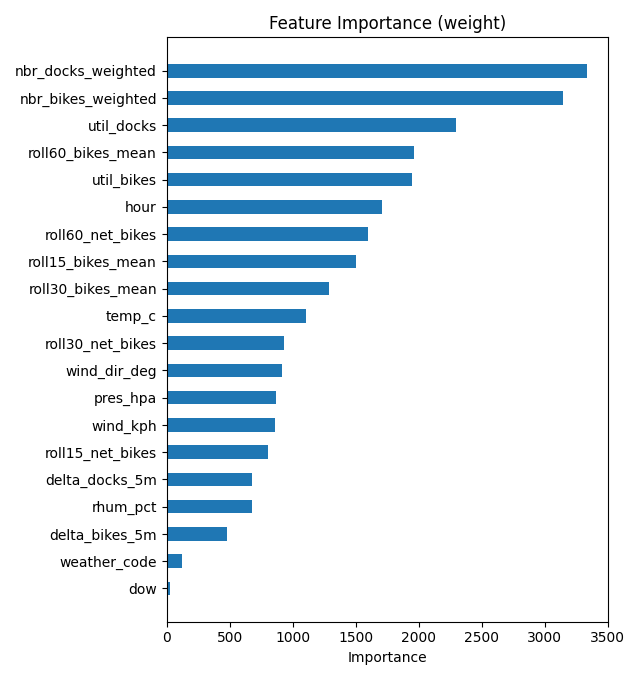 Feature Importance (weight)
nbr_docks_weighted
nbr_bikes_weighted
util_docks
roll60_bikes_mean
util_bikes
hour
roll60_net_bikes
roll15_bikes_mean
roll30_bikes_mean
temp_c
roll30_net_bikes
wind_dir_deg
pres_hpa
wind_kph
roll15_net_bikes
delta_docks_5m
rhum_pct
delta_bikes_5m
weather_code
dow
0 500 1000 1500 2000 2500 3000 3500
Importance